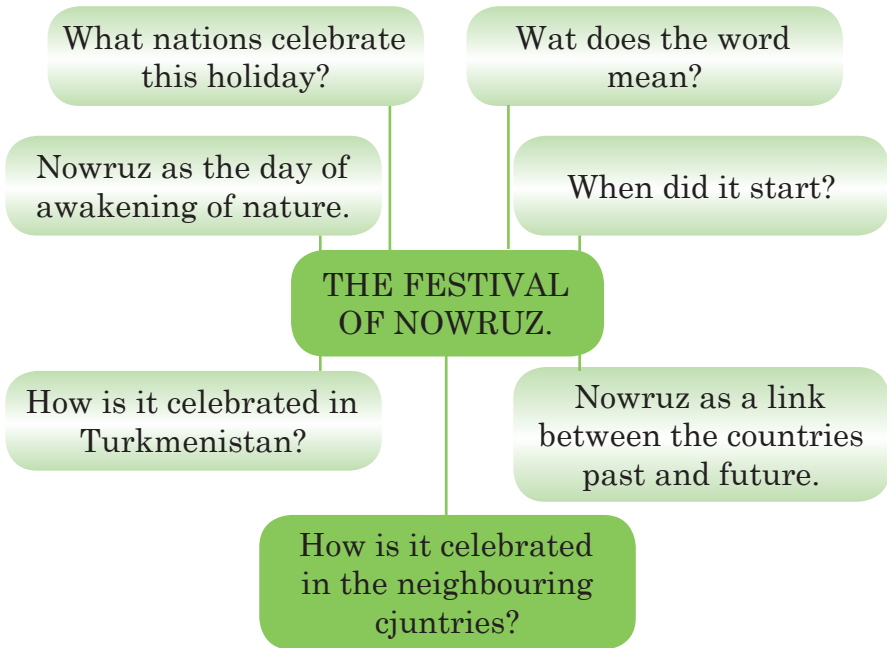 What nations celebrate
this holiday?
Wat does the word
mean?
Nowruz as the day of
awakening of nature.
When did it start?
THE FESTIVAL
OF NOWRUZ.
How is it celebrated in
Turkmenistan?
Nowruz as a link
between the countries
past and future.
How is it celebrated
in the neighbouring
cjuntries?